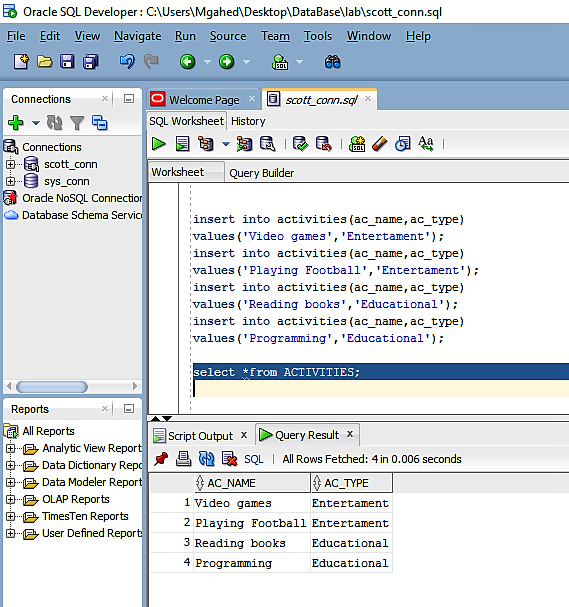 Oracle SQL Developer : C:\Users\Mgahed\Desktop\DataBase\lab\scott_conn.sql
File Edit View Navigate Run Source Team Tools Window Help
Connections
Connections
scott_conn
sys_conn
Oracle NoSQL Connection
Database Schema Servic
Reports
All Reports
Analytic View Report
Data Dictionary Repo
Data Modeler Report
OLAP Reports
TimesTen Reports
User Defined Report
Welcome Page scott_conn.sql
SQL Worksheet History
Aa
Worksheet Query Builder
insert into activities(ac_name,ac_type)
values('Video games','Entertament');
insert into activities(ac_name,ac_type)
values('Playing Football','Entertament');
insert into activities(ac_name,ac_type)
values('Reading books','Educational');
insert into activities(ac_name,ac_type)
values('Programming','Educational');
select *from ACTIVITIES;
Script Output x Query Result x
SQL | All Rows Fetched: 4 in 0.006 seconds
AC_NAME AC_TYPE
1 Video games Entertament
2 Playing Football Entertament
3 Reading books Educational
4 Programming Educational